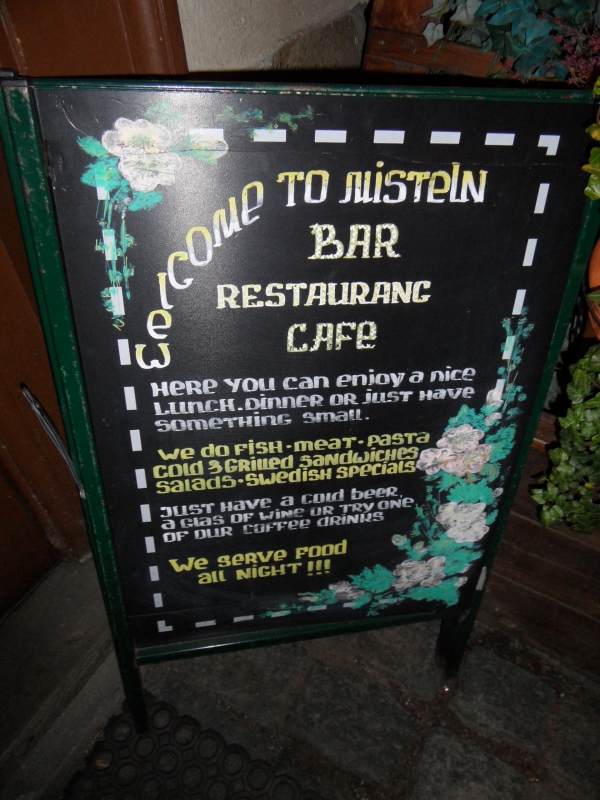 WelCOMe TO MISTelN
BAR
RESTAURANG
CAFe
HERE YOU CAN enjoy a nice
LUNCH.DINNER OR JUST HAVE
SOMETHING SMALL.
WE DO FISH-MEAT-PASTA
COLD & GRILLED SANDWICHES
SALADS-SWEDISH SPECIALS
JUST HAVE A COLD BEER,
A GLAS OF WINE OR TRY ONE
OF OUR COFFEE DRINKS
We SERVE FOOD
all NIGHT !!!